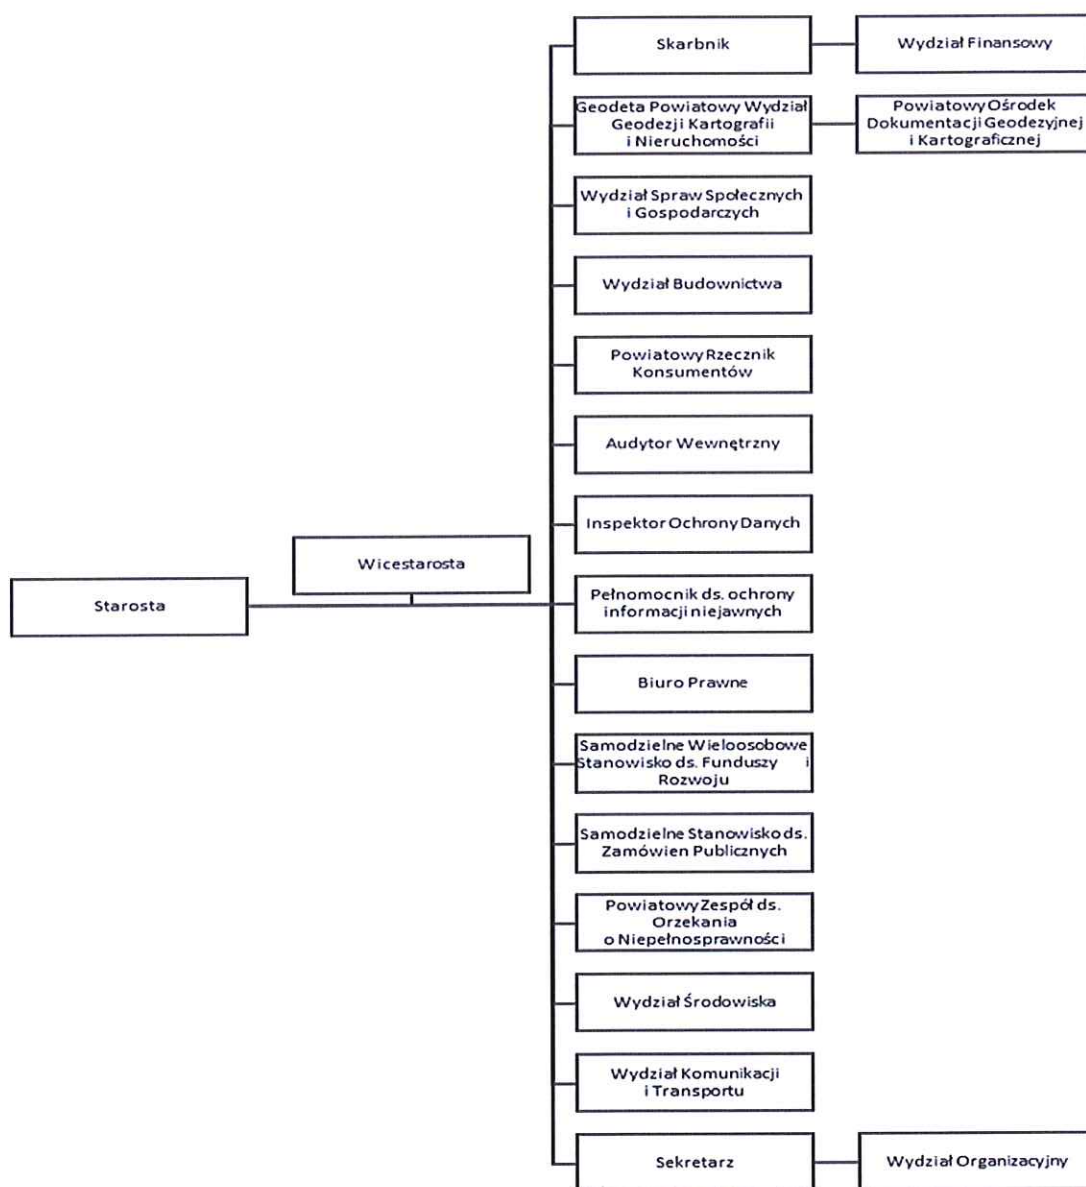 Skarbnik
Wydział Finansowy
Geodeta Powiatowy Wydział
Geodezji Kartografii
i Nieruchomości
Powiatowy Ośrodek
Dokumentacji Geodezyjnej
i Kartograficznej
Wydział Spraw Społecznych
i Gospodarczych
Wydział Budownictwa
Powiatowy Rzecznik
Konsumentów
Audytor Wewnętrzny
Inspektor Ochrony Danych
Wicestarosta
Starosta
Pełnomocnik ds. ochrony
informacji niejawnych
Biuro Prawne
Samodzielne Wieloosobowe
Stanowisko ds. Funduszy i
Rozwoju
Samodzielne Stanowisko ds.
Zamówien Publicznych
Powiatowy Zespół ds.
Orzekania
o Niepełnosprawności
Wydział Środowiska
Wydział Komunikacji
i Transportu
Sekretarz
Wydział Organizacyjny